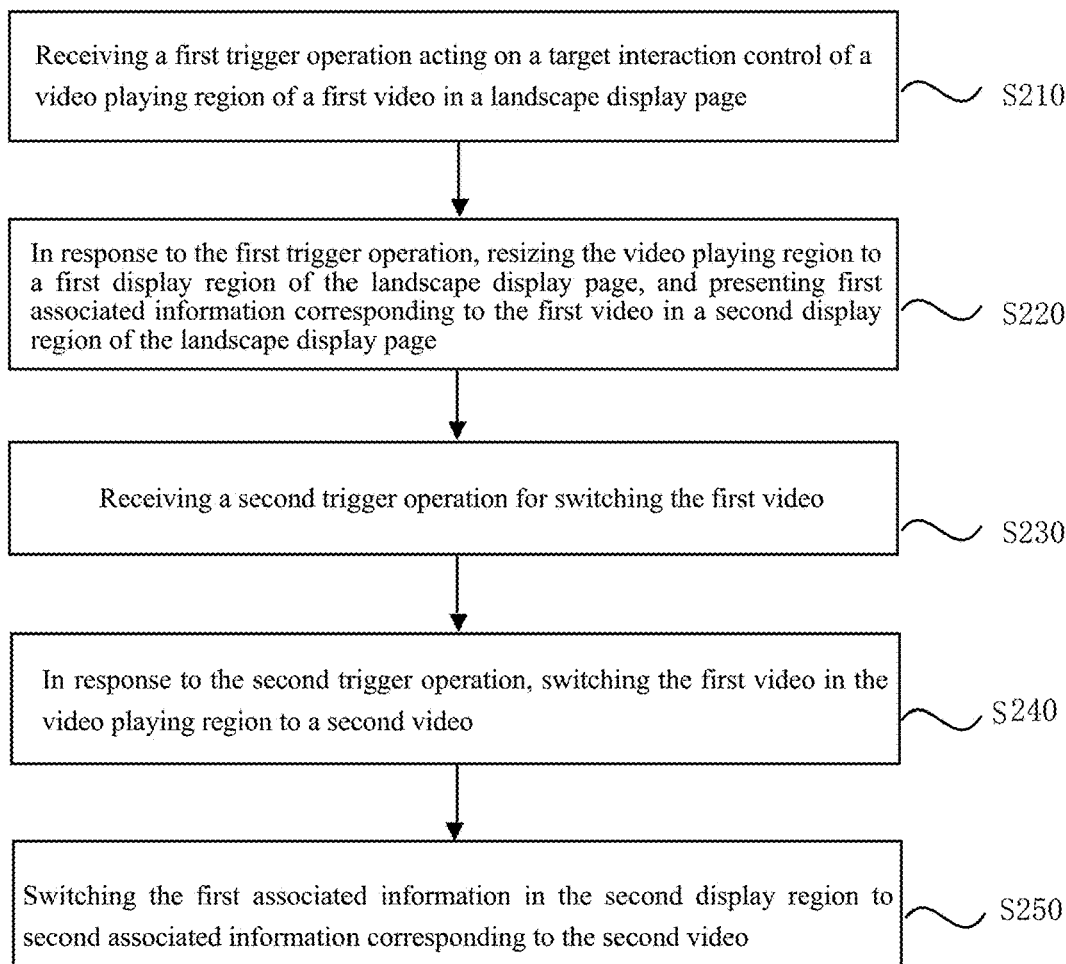 Receiving a first trigger operation acting on a target interaction control of a
video playing region of a first video in a landscape display page
S210
In response to the first trigger operation, resizing the video playing region to
a first display region of the landscape display page, and presenting first
associated information corresponding to the first video in a second display
region of the landscape display page
S220
Receiving a second trigger operation for switching the first video
S230
In response to the second trigger operation, switching the first video in the
video playing region to a second video
S240
Switching the first associated information in the second display region to
second associated information corresponding to the second video
S250